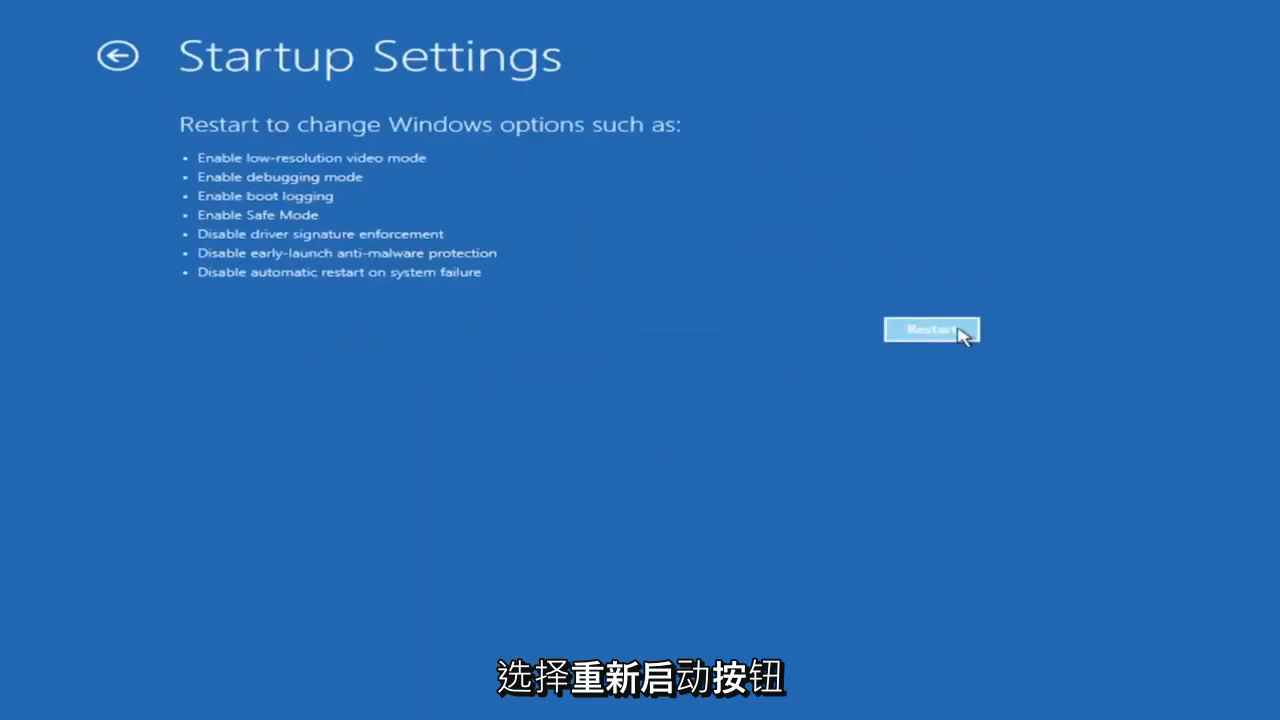 Startup Settings
Restart to change Windows options such as:
• Enable low-resolution video mode
• Enable debugging mode
• Enable boot logging
• Enable Safe Mode
• Disable driver signature enforcement
• Disable early-launch anti-malware protection
• Disable automatic restart on system failure
Restart
选择重新启动按钮